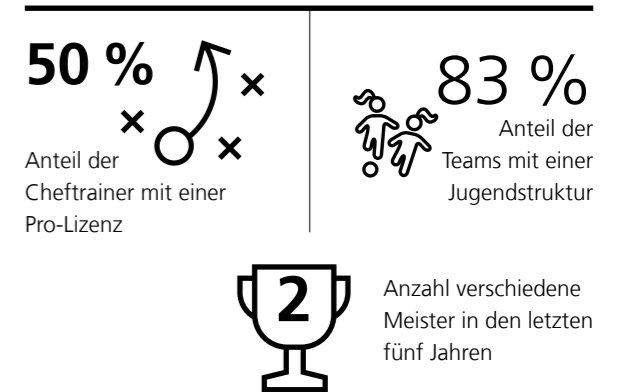 50 %
Anteil der
Cheftrainer mit einer
Pro-Lizenz
83 %
Anteil der
Teams mit einer
Jugendstruktur
2
Anzahl verschiedene
Meister in den letzten
fünf Jahren